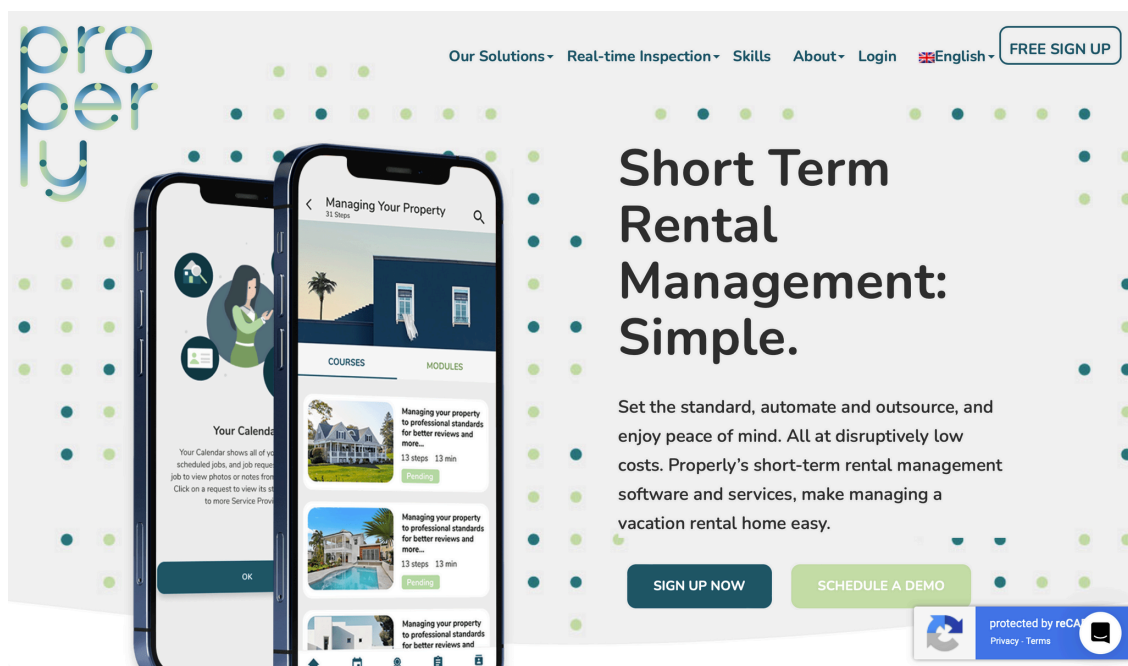 pro
per
ly
Our Solutions
Real-time Inspection
Skills
About
Login
English
FREE SIGN UP
Short Term
Rental
Management:
Simple.
Set the standard, automate and outsource, and
enjoy peace of mind. All at disruptively low
costs. Properly's short-term rental management
software and services, make managing a
vacation rental home easy.
SIGN UP NOW
SCHEDULE A DEMO
Your Calenda
Your Calendar shows all of
scheduled jobs, and job
job to view photos or notes from
Click on a request to view its
to more Service
OK
Managing Your Property
31 Steps
COURSES
MODULES
Managing your property
to professional standards
for better reviews and
more...
13 steps 13 min
Pending
Managing your property
to professional standards
for better reviews and
more...
13 steps 13 min
Pending
Managing your property
to professional standards
for better reviews and
protected by
Privacy - Terms